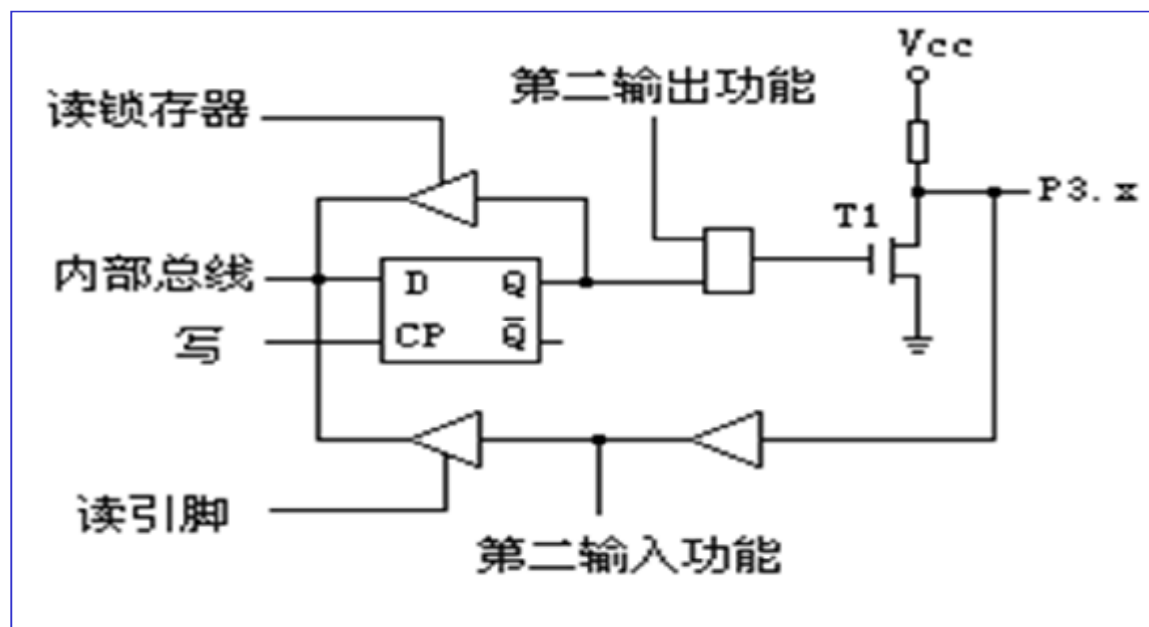 Vcc
第二输出功能
读锁存器
P3.x
T1
内部总线
D Q
写
CP Q̅
读引脚
第二输入功能